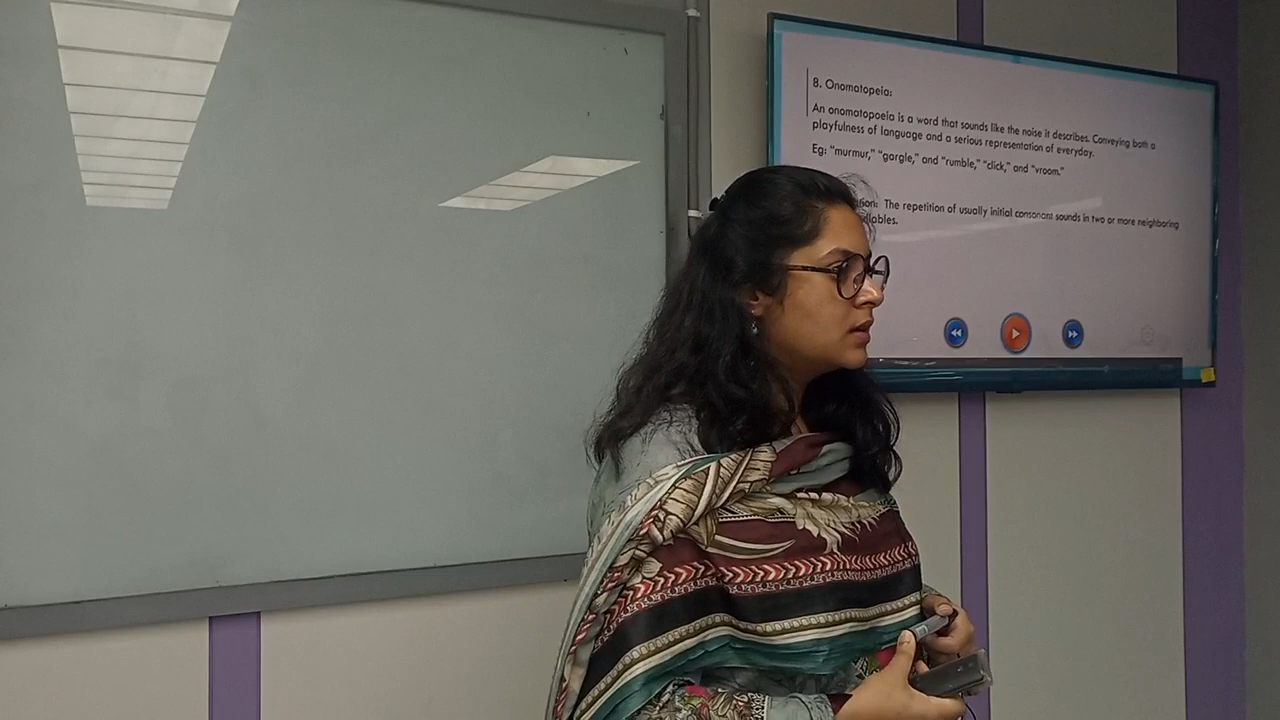 8. Onomatopeia:
An onomatopoeia is a word that sounds like the noise it describes. Conveying both a
playfulness of language and a serious representation of everyday.
Eg: “murmur,” “gargle,” and “rumble,” “click,” and “vroom.”
The repetition of usually initial consonant sounds in two or more neighboring